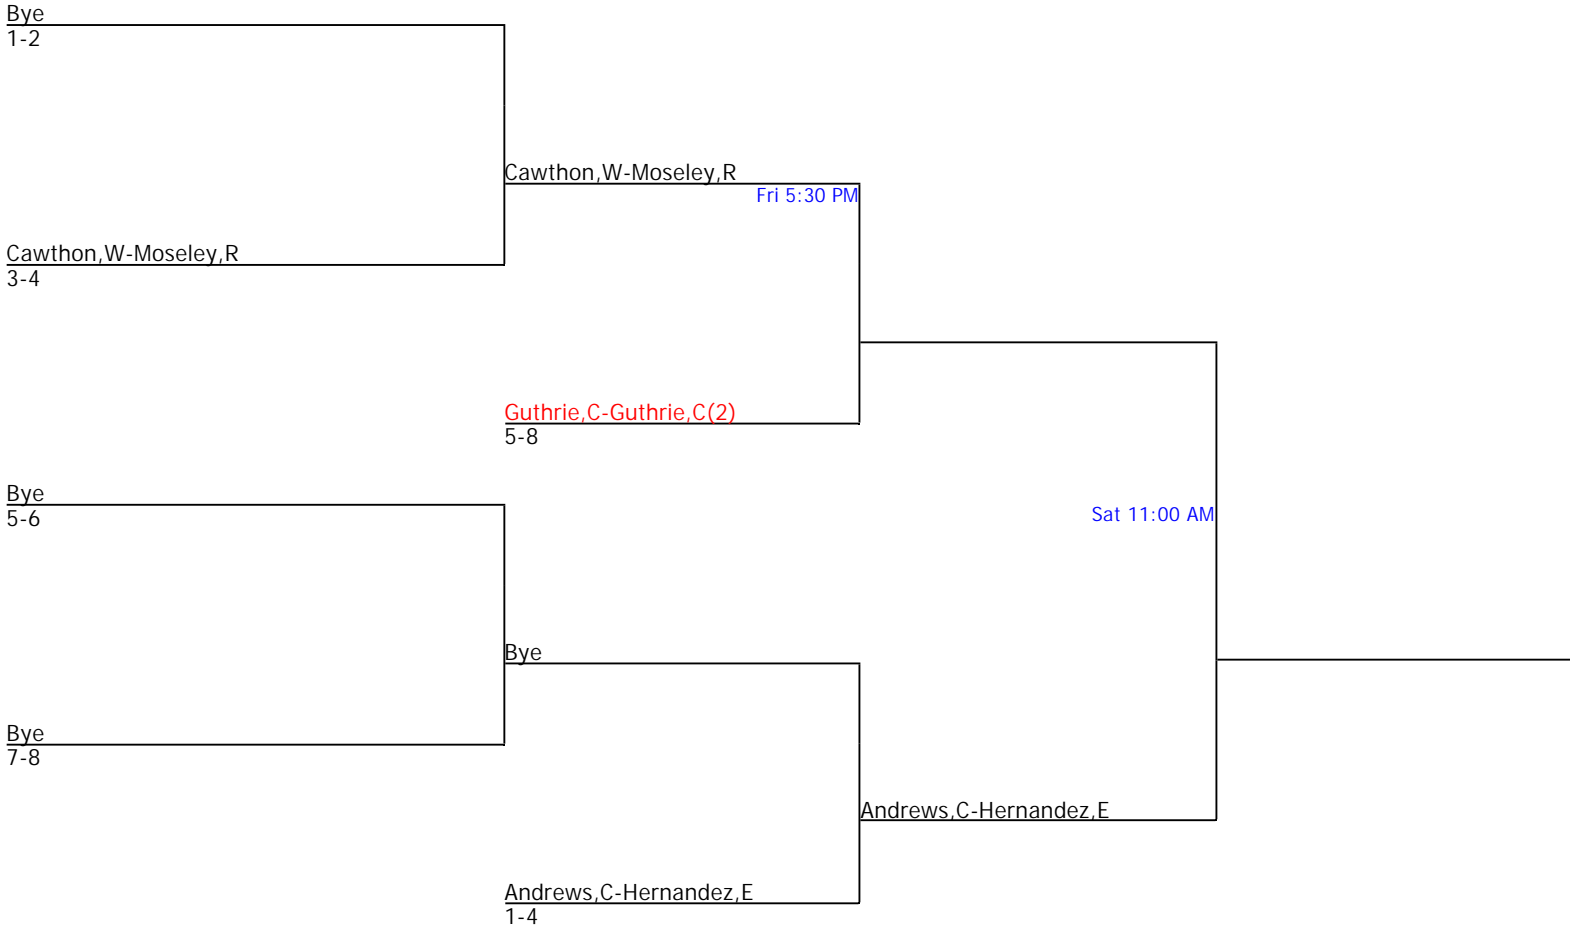 Bye
1-2
Cawthon,W-Moseley,R
Fri 5:30 PM
Cawthon,W-Moseley,R
3-4
Guthrie,C-Guthrie,C(2)
5-8
Bye
5-6
Sat 11:00 AM
Bye
Bye
7-8
Andrews,C-Hernandez,E
Andrews,C-Hernandez,E
1-4